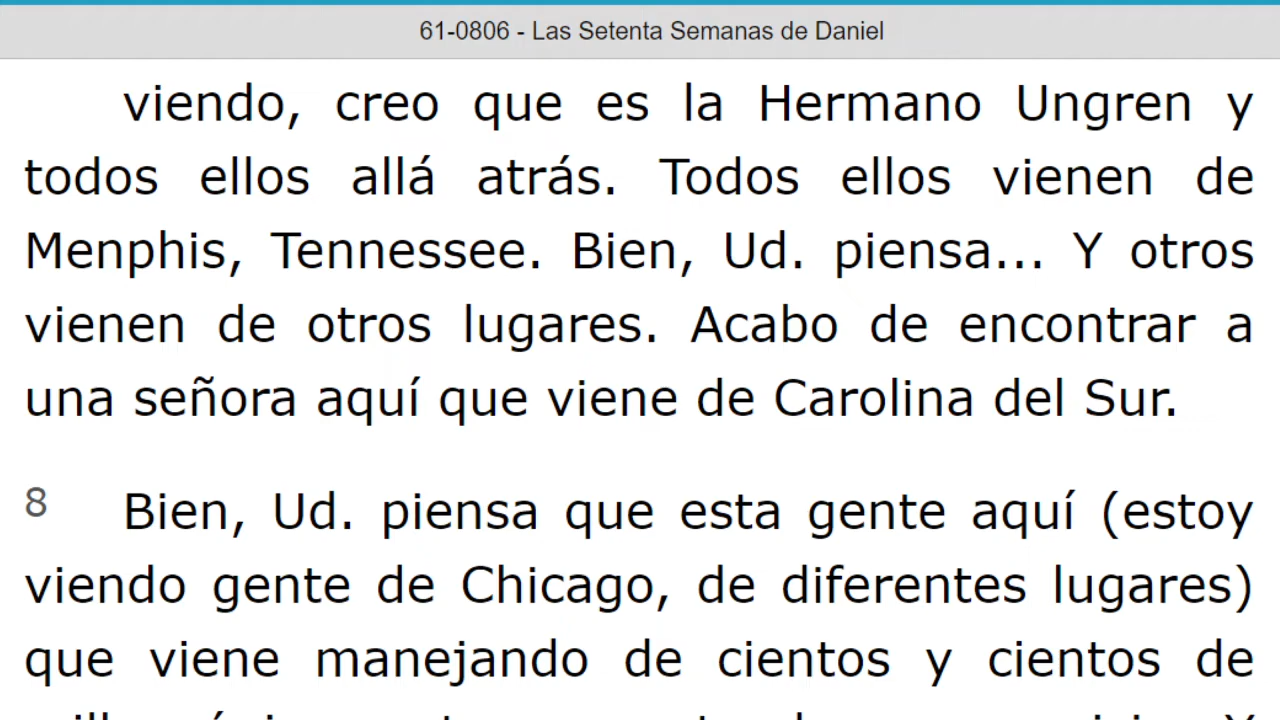 61-0806 - Las Setenta Semanas de Daniel
viendo, creo que es la Hermano Ungren y
todos ellos allá atrás. Todos ellos vienen de
Menphis, Tennessee. Bien, Ud. piensa... Y otros
vienen de otros lugares. Acabo de encontrar a
una señora aquí que viene de Carolina del Sur.
8 Bien, Ud. piensa que esta gente aquí (estoy
viendo gente de Chicago, de diferentes lugares)
que viene manejando de cientos y cientos de